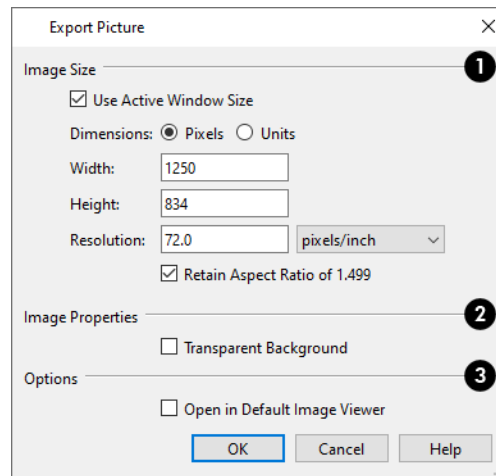 Export Picture
Image Size 1
Use Active Window Size
Dimensions: Pixels Units
Width: 1250
Height: 834
Resolution: 72.0 pixels/inch
Retain Aspect Ratio of 1.499
Image Properties 2
Transparent Background
Options 3
Open in Default Image Viewer
OK Cancel Help